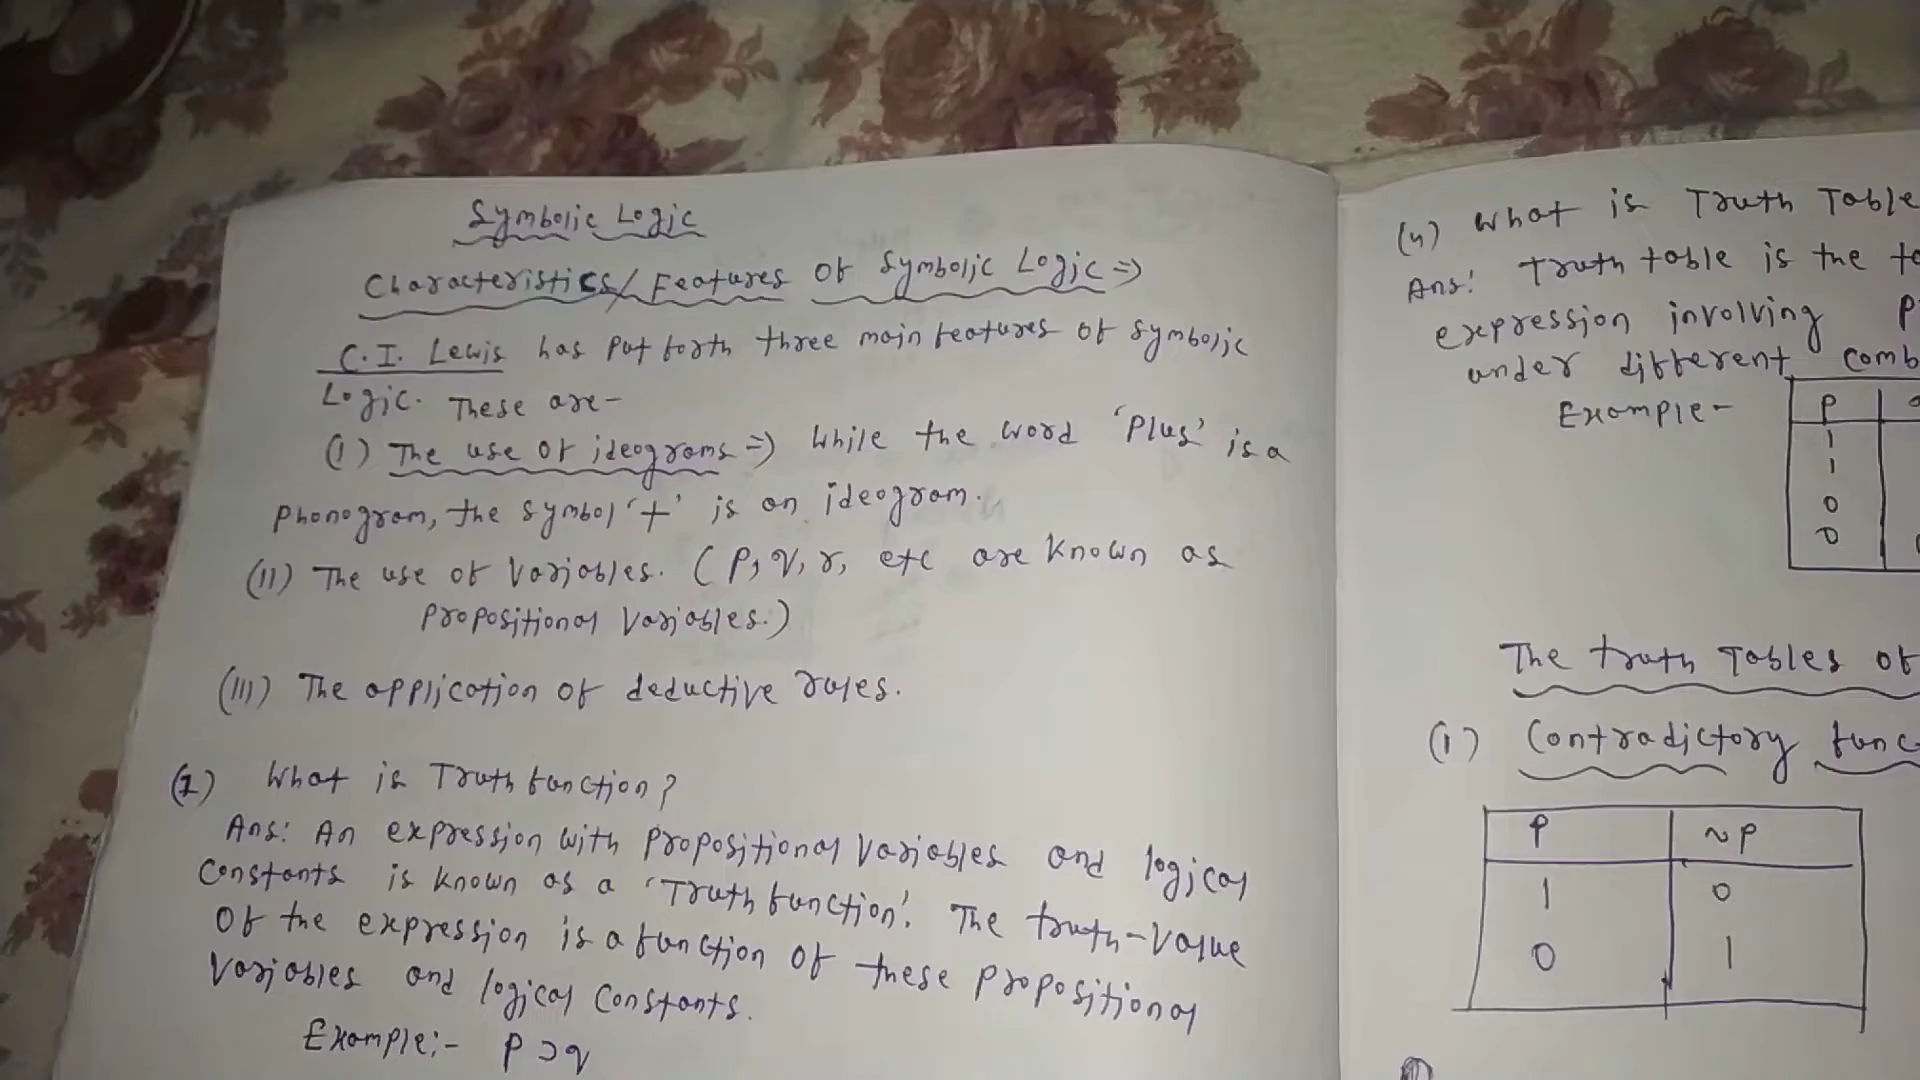 Symbolic Logic
Characteristics/Features of Symbolic Logic ⇒
C.I. Lewis has put forth three main features of symbolic
Logic. These are-
(I) The use of ideograms ⇒ While the word 'Plus' is a
Phonogram, the symbol '+' is an ideogram.
(II) The use of Variables. (P, q, r, etc are known as
Propositional Variables.)
(III) The application of deductive rules.
(2) What is Truth function?
Ans: An expression with Propositional Variables and logical
Constants is known as a 'Truth function'. The truth-Value
Of the expression is a function of these propositional
Variables and logical Constants.
Example:- P ⊃ q
(4) What is Truth Table
Ans: Truth table is the
expression involving
under different comb
Example-
P
1
1
0
0
The truth Tables of
(1) Contradictory func
P ~P
1 0
0 1